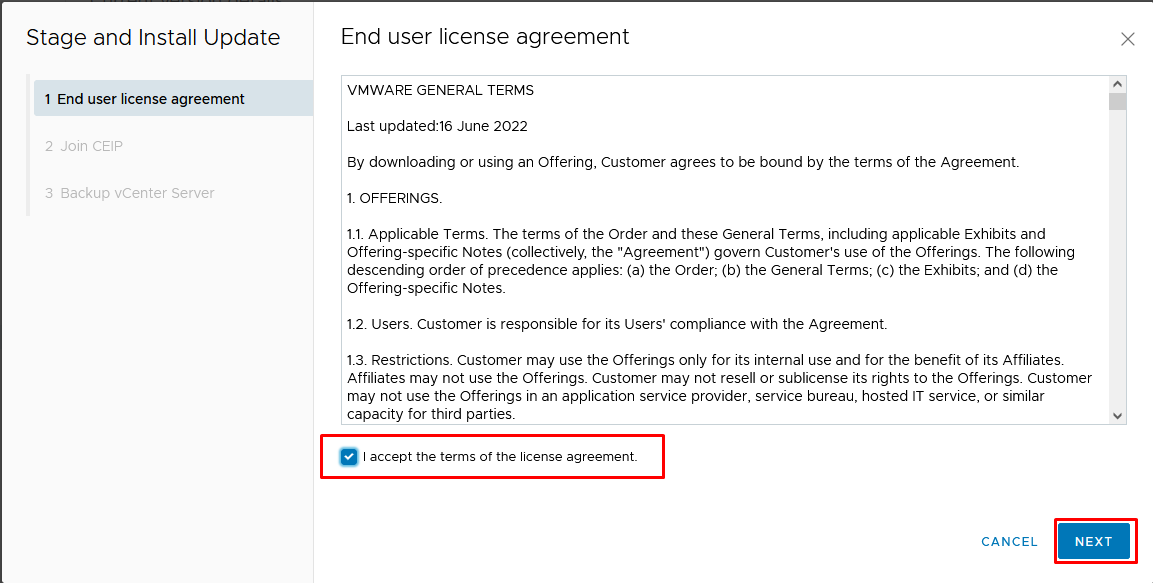 Stage and Install Update
1 End user license agreement
2 Join CEIP
3 Backup vCenter Server
End user license agreement
VMWARE GENERAL TERMS
Last updated:16 June 2022
By downloading or using an Offering, Customer agrees to be bound by the terms of the Agreement.
1. OFFERINGS.
1.1. Applicable Terms. The terms of the Order and these General Terms, including applicable Exhibits and
Offering-specific Notes (collectively, the "Agreement") govern Customer's use of the Offerings. The following
descending order of precedence applies: (a) the Order; (b) the General Terms; (c) the Exhibits; and (d) the
Offering-specific Notes.
1.2. Users. Customer is responsible for its Users' compliance with the Agreement.
1.3. Restrictions. Customer may use the Offerings only for its internal use and for the benefit of its Affiliates.
Affiliates may not use the Offerings. Customer may not resell or sublicense its rights to the Offerings. Customer
may not use the Offerings in an application service provider, service bureau, hosted IT service, or similar
capacity for third parties.
I accept the terms of the license agreement.
CANCEL
NEXT